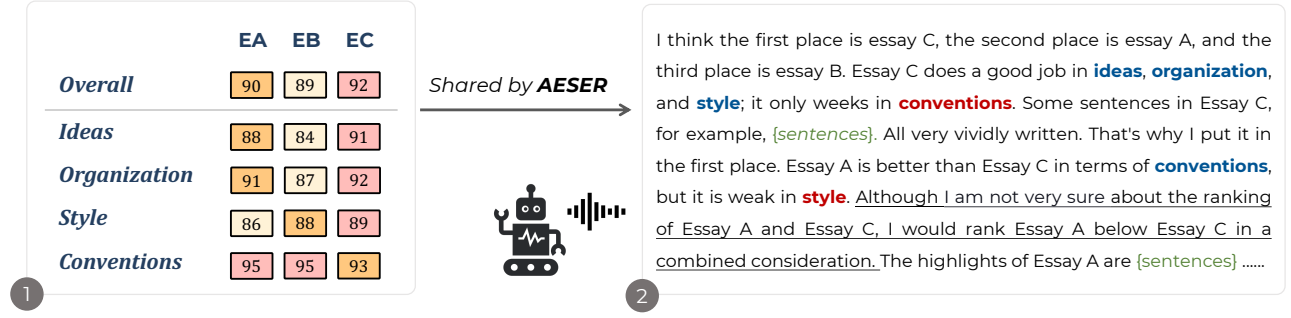 EA EB EC
Overall 90 89 92
Ideas 88 84 91
Organization 91 87 92
Style 86 88 89
Conventions 95 95 93
1
Shared by AESER
I think the first place is essay C, the second place is essay A, and the
third place is essay B. Essay C does a good job in ideas, organization,
and style; it only weeks in conventions. Some sentences in Essay C,
for example, {sentences}. All very vividly written. That's why I put it in
the first place. Essay A is better than Essay C in terms of conventions,
but it is weak in style. Although I am not very sure about the ranking
of Essay A and Essay C, I would rank Essay A below Essay C in a
combined consideration. The highlights of Essay A are {sentences} ......
2